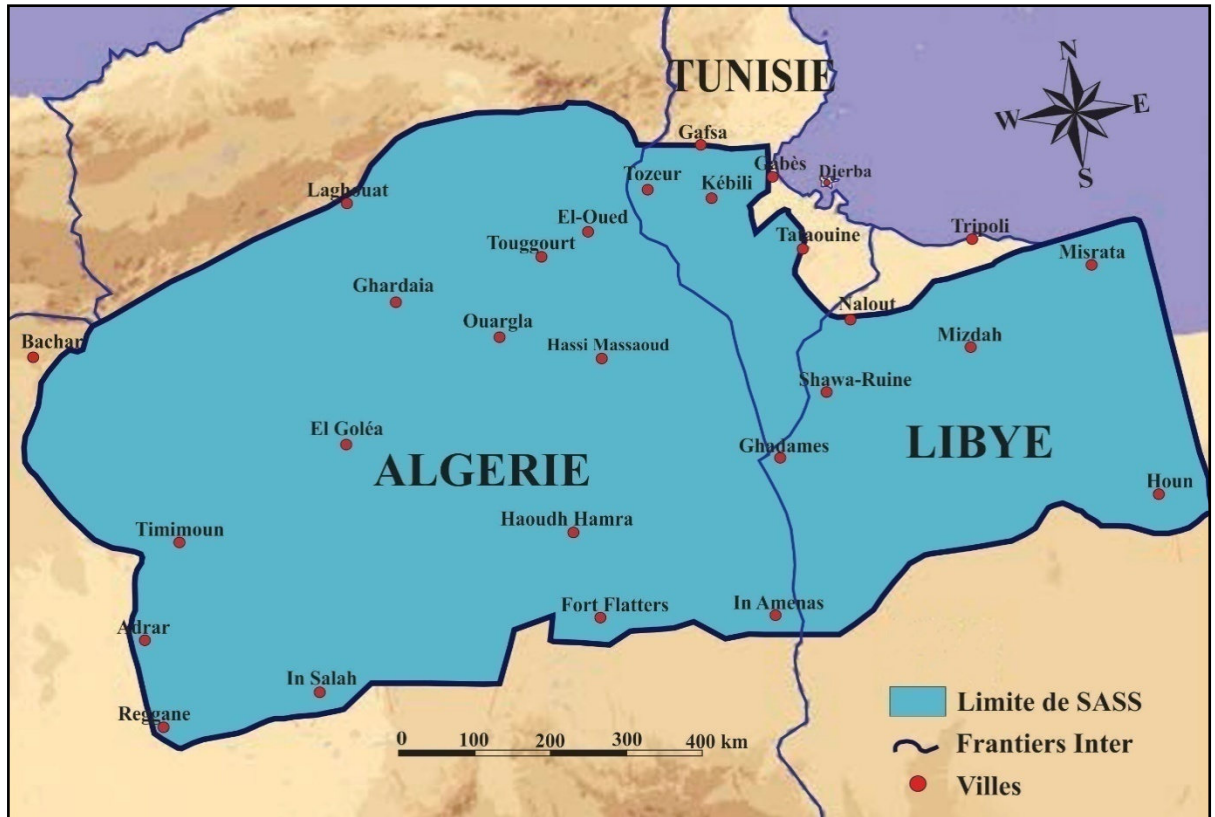 TUNISIE
N
W
E
S
Gafsa
Tozeur
Kébili
Gabès
Djerba
Laghouat
El-Oued
Touggourt
Tataouine
Tripoli
Misrata
Ghardaia
Ouargla
Hassi Massaoud
Nalout
Mizdah
Bachar
Shawa-Ruine
El Goléa
ALGERIE
Ghadames
LIBYE
Houn
Timimoun
Haoudh Hamra
Fort Flatters
In Amenas
Adrar
In Salah
Reggane
0 100 200 300 400 km
Limite de SASS
Frantiers Inter
Villes